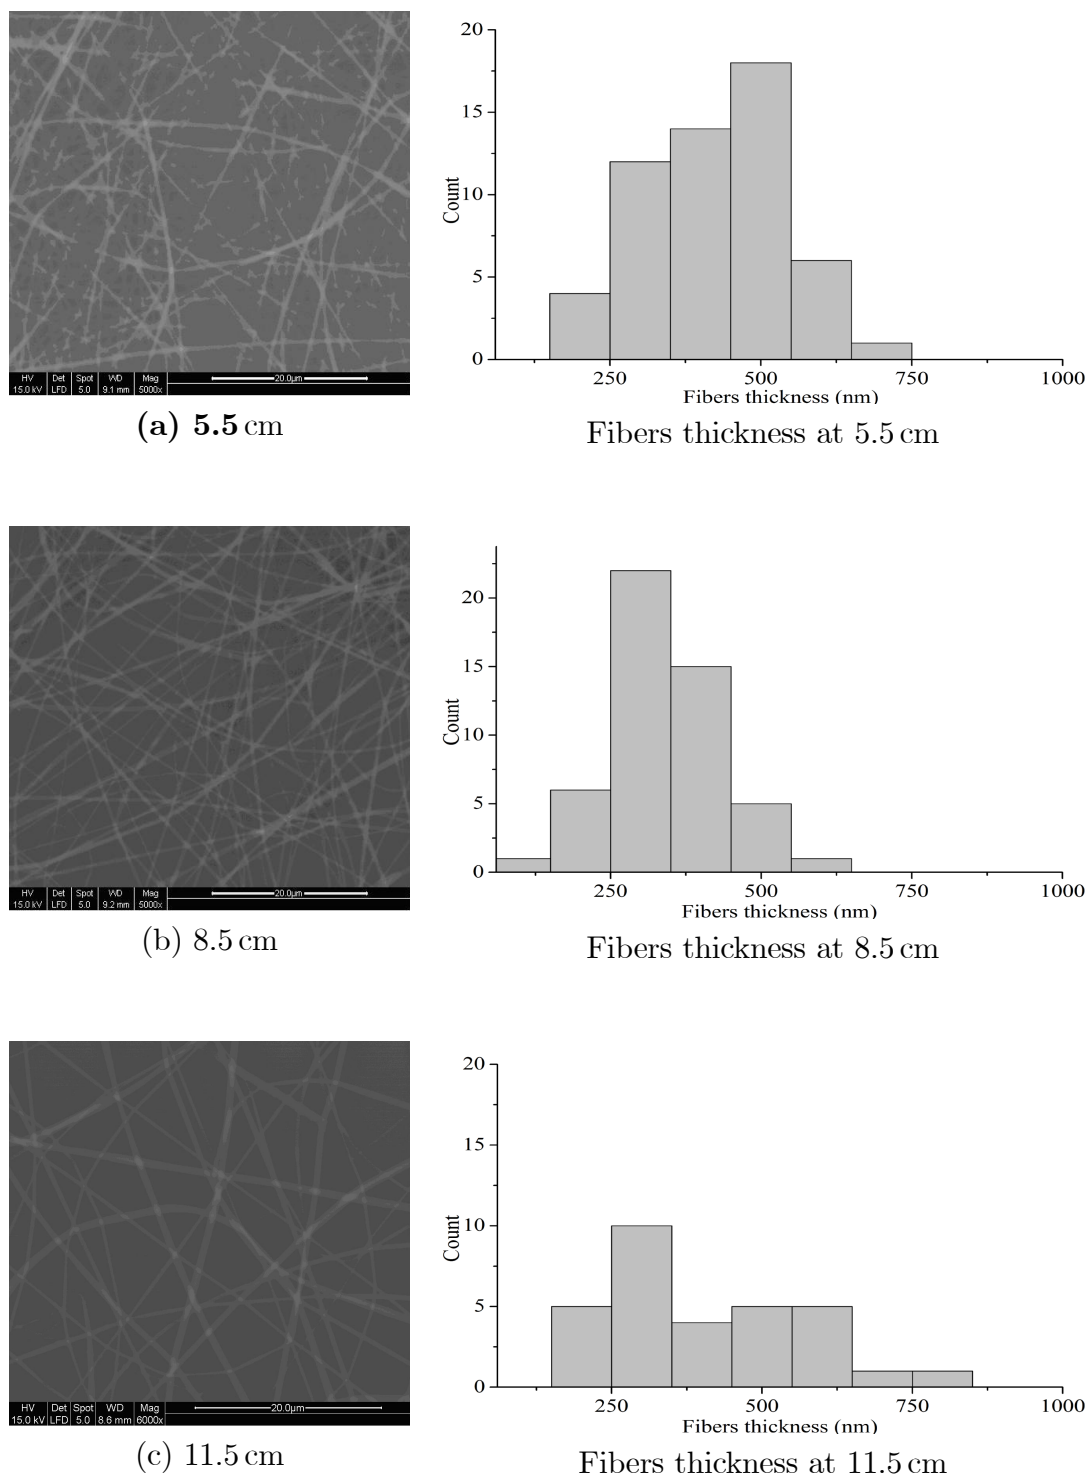 20
15
10
5
0
Count
250 500 750 1000
Fibers thickness (nm)
HV Det Spot WD Mag
20.0µm
15.0 kV LFD 5.0 9.1 mm 5000x
(a) 5.5 cm
Fibers thickness at 5.5 cm
20
15
10
5
0
Count
250 500 750 1000
Fibers thickness (nm)
HV Det Spot WD Mag
20.0µm
15.0 kV LFD 5.0 9.2 mm 5000x
(b) 8.5 cm
Fibers thickness at 8.5 cm
20
15
10
5
0
Count
250 500 750 1000
Fibers thickness (nm)
HV Det Spot WD Mag
20.0µm
15.0 kV LFD 5.0 8.6 mm 6000x
(c) 11.5 cm
Fibers thickness at 11.5 cm